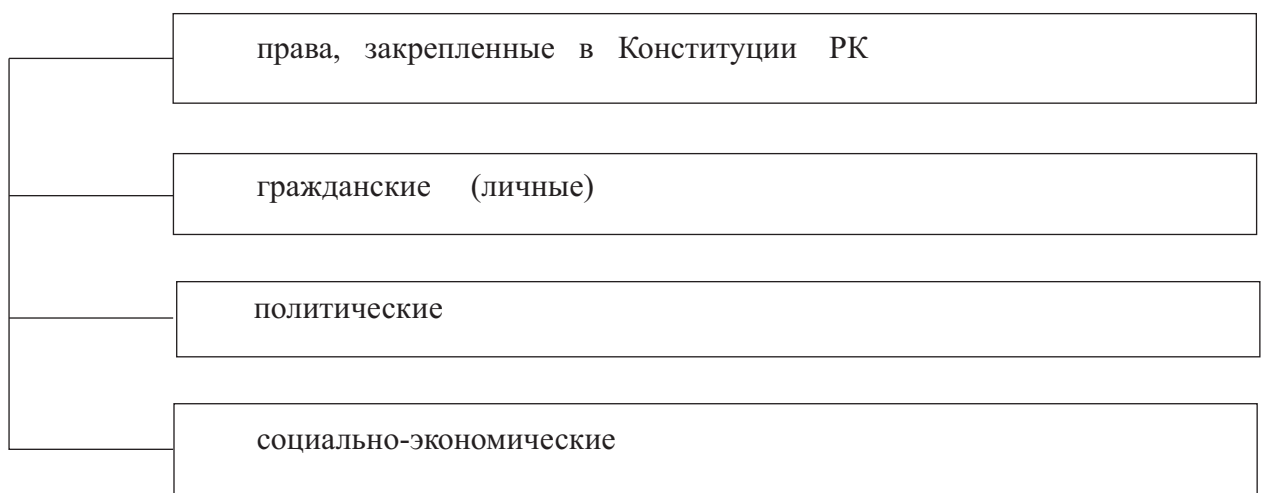 права, закрепленные в Конституции РК
гражданские (личные)
политические
социально-экономические